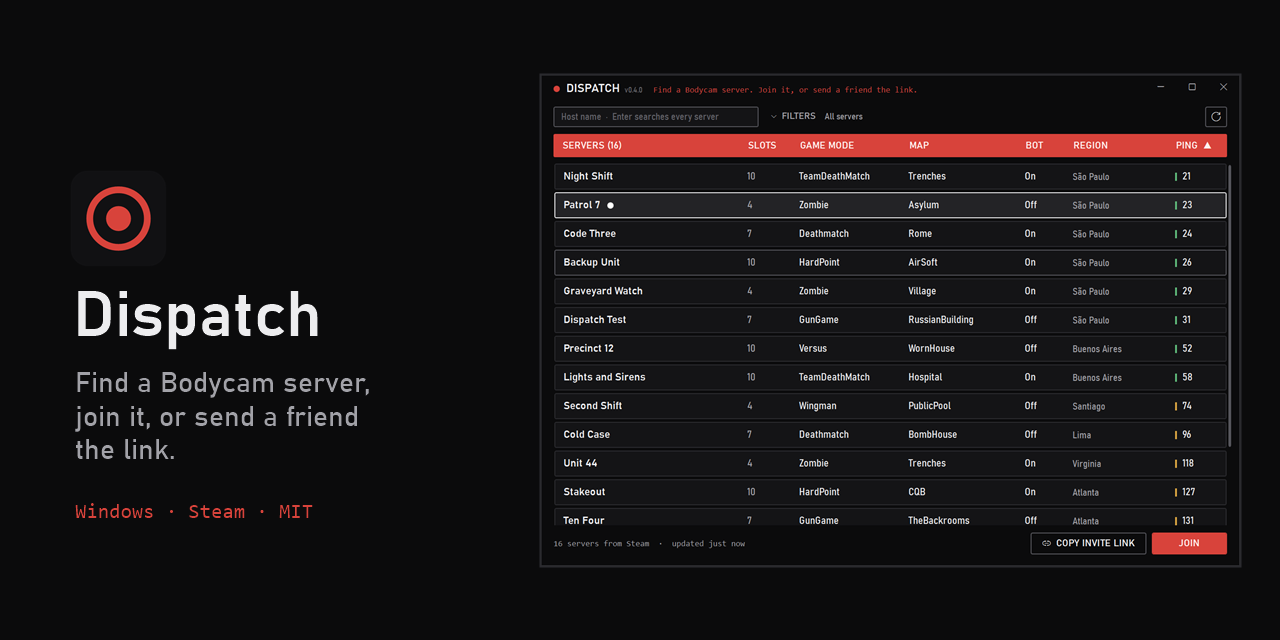 Dispatch
Find a Bodycam server,
join it, or send a friend
the link.
Windows · Steam · MIT
DISPATCH v0.4.0 Find a Bodycam server. Join it, or send a friend the link.
Host name · Enter searches every server FILTERS All servers
SERVERS (16) SLOTS GAME MODE MAP BOT REGION PING ▲
Night Shift 10 TeamDeathMatch Trenches On São Paulo 21
Patrol 7 4 Zombie Asylum Off São Paulo 23
Code Three 7 Deathmatch Rome On São Paulo 24
Backup Unit 10 HardPoint AirSoft On São Paulo 26
Graveyard Watch 4 Zombie Village On São Paulo 29
Dispatch Test 7 GunGame RussianBuilding Off São Paulo 31
Precinct 12 10 Versus WornHouse Off Buenos Aires 52
Lights and Sirens 10 TeamDeathMatch Hospital On Buenos Aires 58
Second Shift 4 Wingman PublicPool Off Santiago 74
Cold Case 7 Deathmatch BombHouse Off Lima 96
Unit 44 4 Zombie Trenches On Virginia 118
Stakeout 10 HardPoint CQB On Atlanta 127
Ten Four 7 GunGame TheBackrooms Off Atlanta 131
16 servers from Steam · updated just now COPY INVITE LINK JOIN